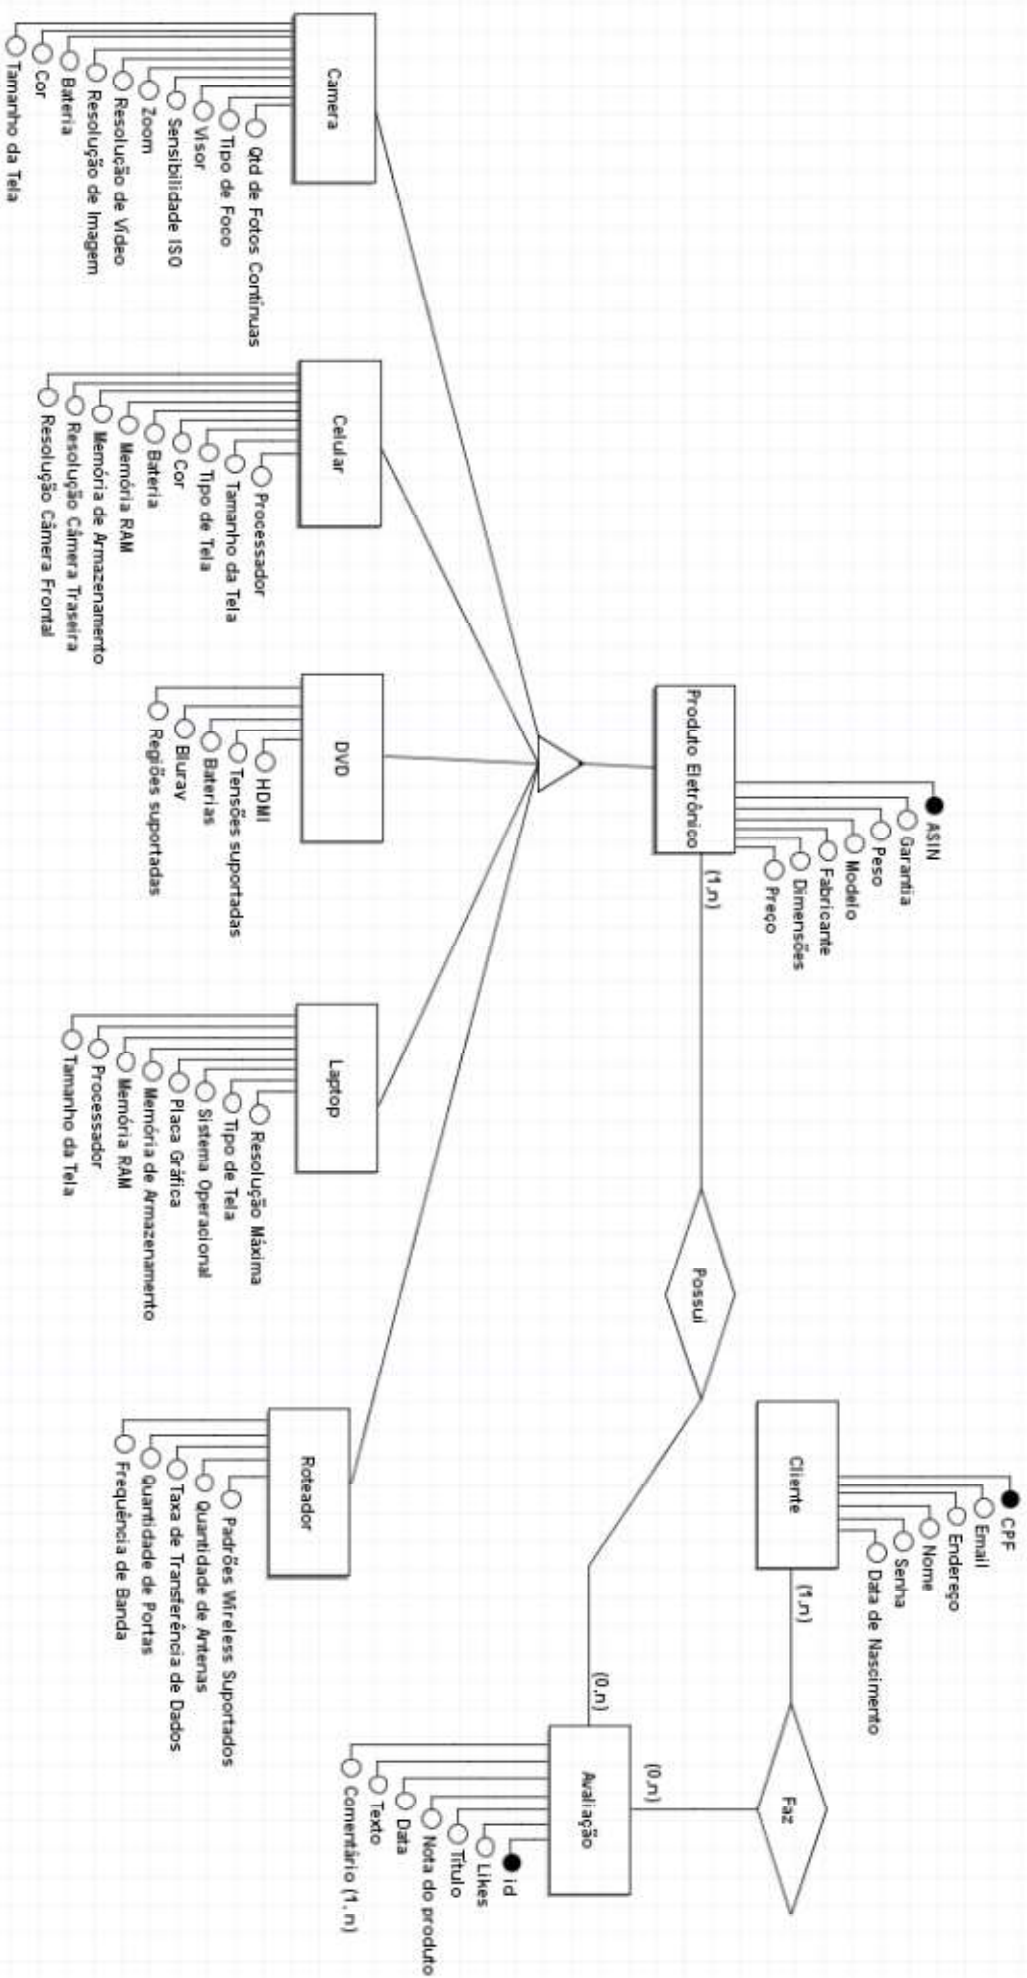 CPF
Email
Endereço
Nome
Senha
Data de Nascimento
Cliente
(1,n)
Faz
(0,n)
ASIN
Garantia
Peso
Modelo
Fabricante
Dimensões
Preço
Produto Eletrônico
(1,n)
Possui
(0,n)
Avaliação
id
Likes
Título
Nota do produto
Data
Texto
Comentário (1, n)
Camera
Qtd de Fotos Contínuas
Tipo de Foco
Visor
Sensibilidade ISO
Zoom
Resolução de Vídeo
Resolução de Imagem
Bateria
Cor
Tamanho da Tela
Celular
Processador
Tamanho da Tela
Tipo de Tela
Cor
Bateria
Memória RAM
Memória de Armazenamento
Resolução Câmera Traseira
Resolução Câmera Frontal
DVD
HDMI
Tensões suportadas
Baterias
Bluray
Regiões suportadas
Laptop
Resolução Máxima
Tipo de Tela
Sistema Operacional
Placa Gráfica
Memória de Armazenamento
Memória RAM
Processador
Tamanho da Tela
Roteador
Padrões Wireless Suportados
Quantidade de Antenas
Taxa de Transferência de Dados
Quantidade de Portas
Frequência de Banda